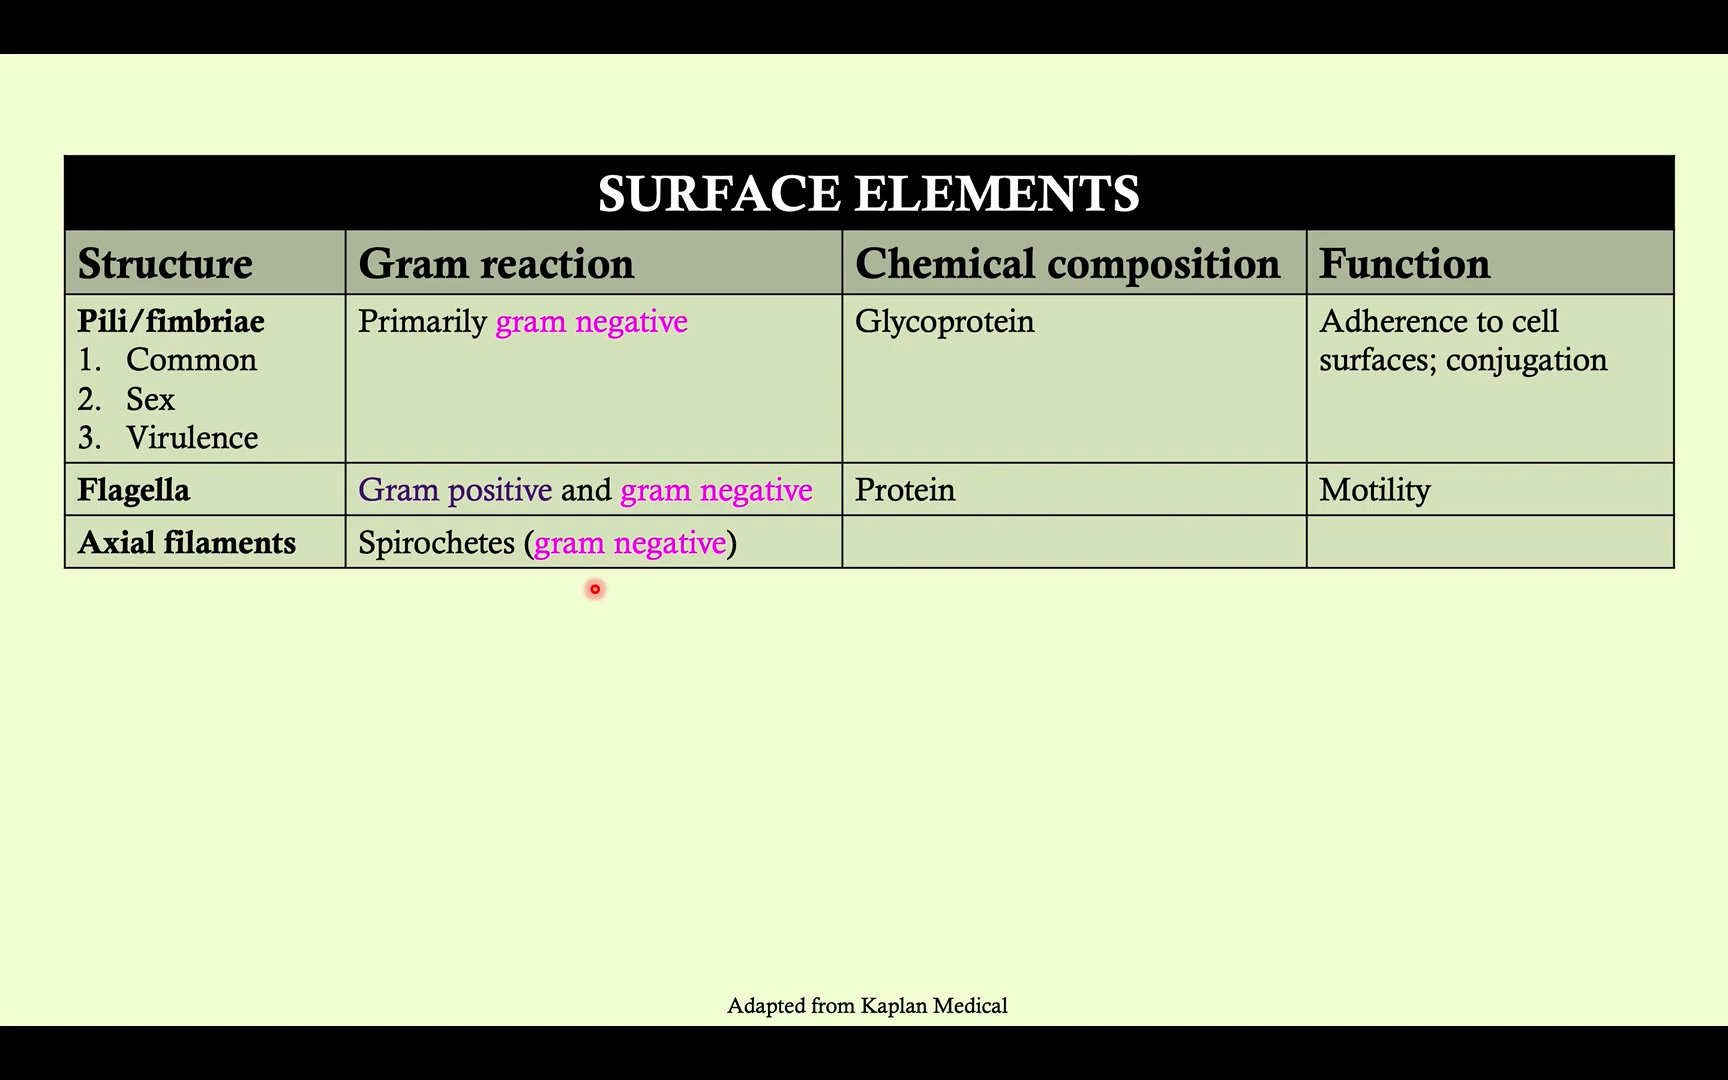 SURFACE ELEMENTS
Structure Gram reaction Chemical composition Function
Pili/fimbriae Primarily gram negative Glycoprotein Adherence to cell
1. Common surfaces; conjugation
2. Sex
3. Virulence
Flagella Gram positive and gram negative Protein Motility
Axial filaments Spirochetes (gram negative)
Adapted from Kaplan Medical